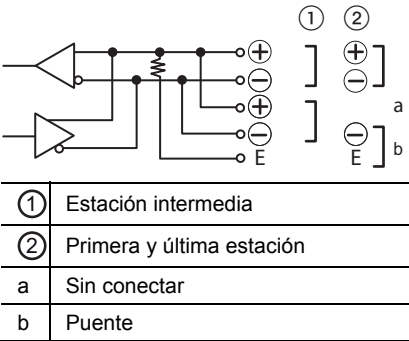 ① ②
⊕ ⊕
⊖ ⊖
⊕ a
⊖ ⊖
E E b
① Estación intermedia
② Primera y última estación
a Sin conectar
b Puente